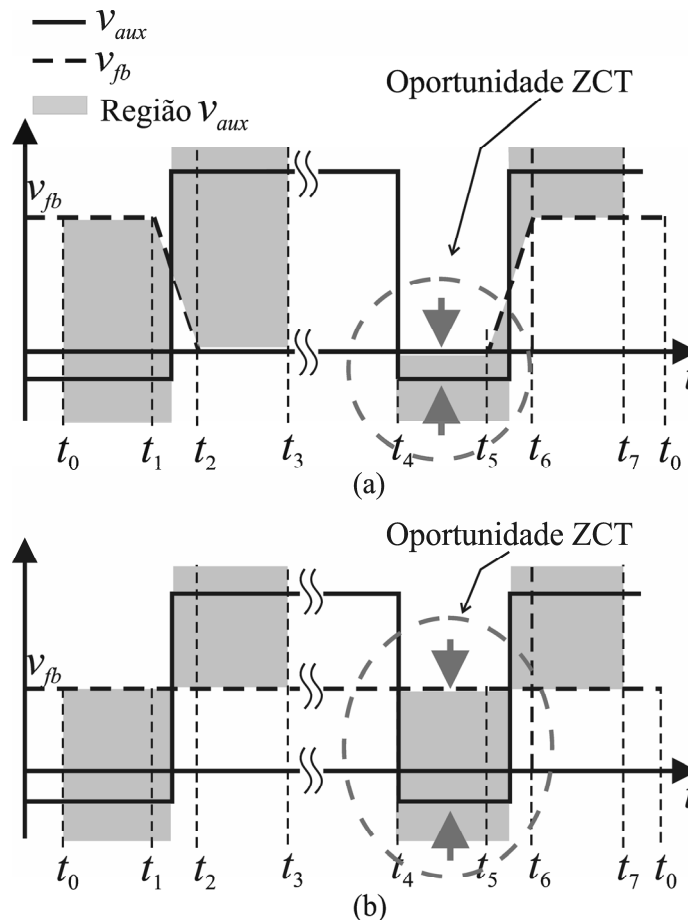 v_aux
v_fb
Região v_aux
Oportunidade ZCT
v_fb
t
t_0 t_1 t_2 t_3 t_4 t_5 t_6 t_7 t_0
(a)
Oportunidade ZCT
v_fb
t
t_0 t_1 t_2 t_3 t_4 t_5 t_6 t_7 t_0
(b)